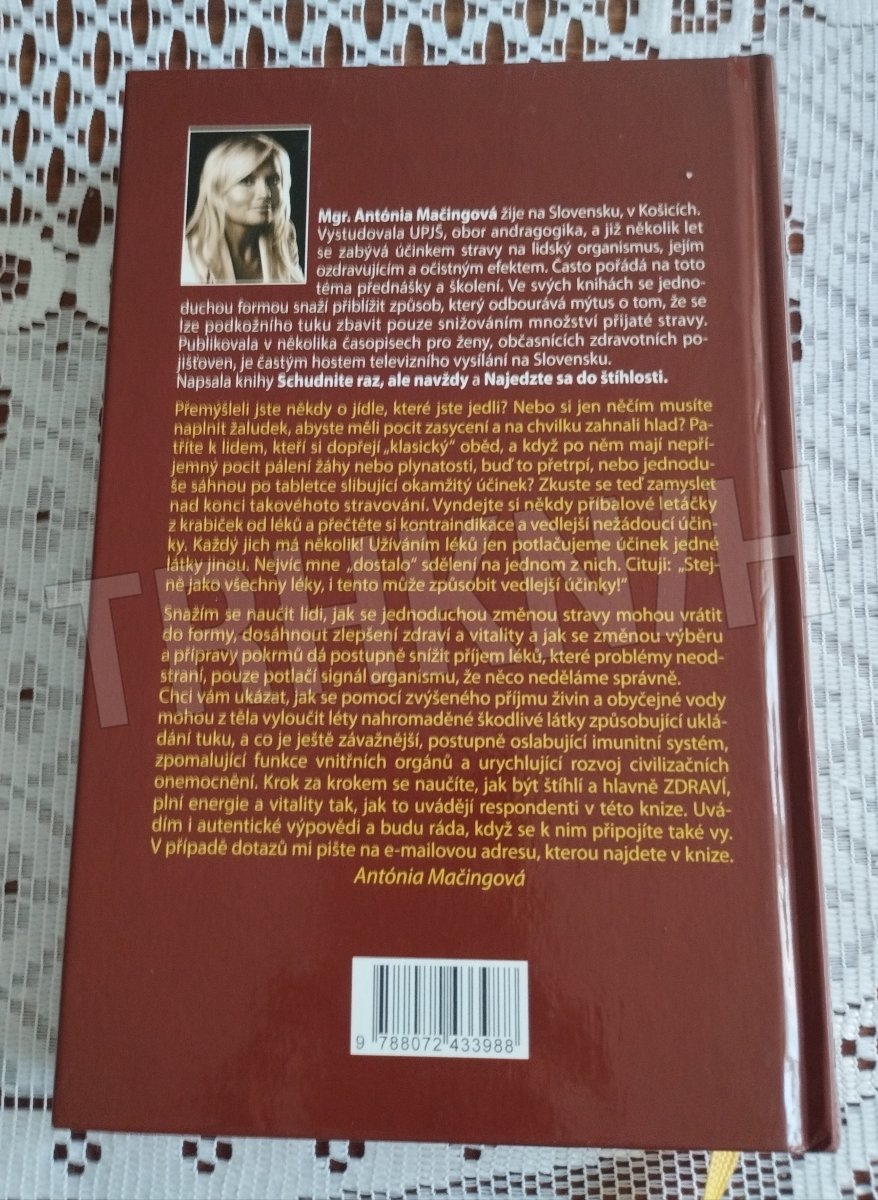 Mgr. Antónia Mačingová žije na Slovensku, v Košicích.
Vystudovala UPJŠ, obor andragogika, a již několik let
se zabývá účinkem stravy na lidský organismus, jejím
ozdravujícím a očistným efektem. Často pořádá na toto
téma přednášky a školení. Ve svých knihách se jedno-
duchou formou snaží přiblížit způsob, který odbourává mýtus o tom, že se
lze podkožního tuku zbavit pouze snižováním množství přijaté stravy.
Publikovala v několika časopisech pro ženy, občasnících zdravotních po-
jišťoven, je častým hostem televizního vysílání na Slovensku.
Napsala knihy Schudnite raz, ale navždy a Najedzte sa do štíhlosti.
Přemýšleli jste někdy o jídle, které jste jedli? Nebo si jen něčím musíte
naplnit žaludek, abyste měli pocit zasycení a na chvilku zahnali hlad? Pa-
tříte k lidem, kteří si dopřejí „klasický“ oběd, a když po něm mají nepří-
jemný pocit pálení žáhy nebo plynatosti, buď to přetrpí, nebo jednodu-
še sáhnou po tabletce slibující okamžitý účinek? Zkuste se teď zamyslet
nad konci takovéhoto stravování. Vyndejte si někdy příbalové letáčky
z krabiček od léků a přečtěte si kontraindikace a vedlejší nežádoucí účin-
ky. Každý jich má několik! Užíváním léků jen potlačujeme účinek jedné
látky jinou. Nejvíc mne „dostalo“ sdělení na jednom z nich. Cituji: „Stej-
ně jako všechny léky, i tento může způsobit vedlejší účinky!“
Snažím se naučit lidi, jak se jednoduchou změnou stravy mohou vrátit
do formy, dosáhnout zlepšení zdraví a vitality a jak se změnou výběru
a přípravy pokrmů dá postupně snížit příjem léků, které problémy neod-
straní, pouze potlačí signál organismu, že něco neděláme správně.
Chci vám ukázat, jak se pomocí zvýšeného příjmu živin a obyčejné vody
mohou z těla vyloučit léty nahromaděné škodlivé látky způsobující uklá-
dání tuku, a co je ještě závažnější, postupně oslabující imunitní systém,
zpomalující funkce vnitřních orgánů a urychlující rozvoj civilizačních
onemocnění. Krok za krokem se naučíte, jak být štíhlí a hlavně ZDRAVÍ,
plní energie a vitality tak, jak to uvádějí respondenti v této knize. Uvá-
dím i autentické výpovědi a budu ráda, když se k nim připojíte také vy.
V případě dotazů mi pište na e-mailovou adresu, kterou najdete v knize.
Antónia Mačingová
9 788072 433988
TRHKNIH